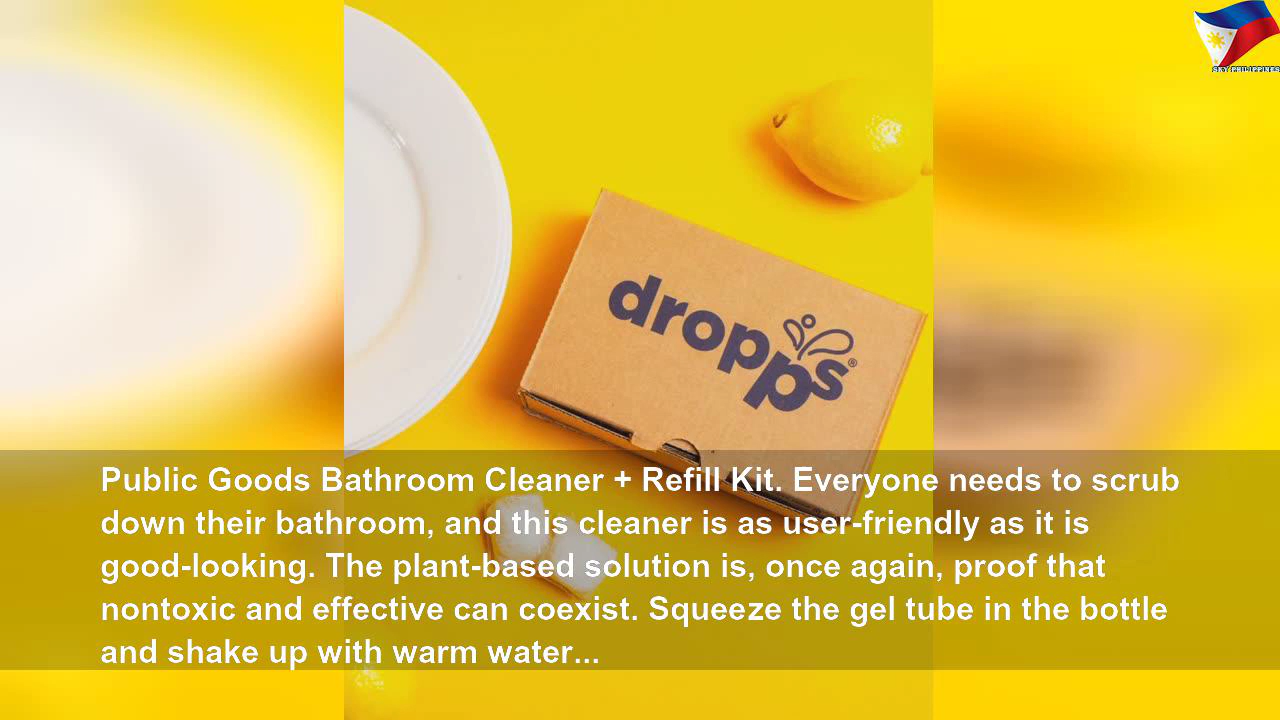 SKY PHILIPPINES
dropps®
Public Goods Bathroom Cleaner + Refill Kit. Everyone needs to scrub
down their bathroom, and this cleaner is as user-friendly as it is
good-looking. The plant-based solution is, once again, proof that
nontoxic and effective can coexist. Squeeze the gel tube in the bottle
and shake up with warm water...